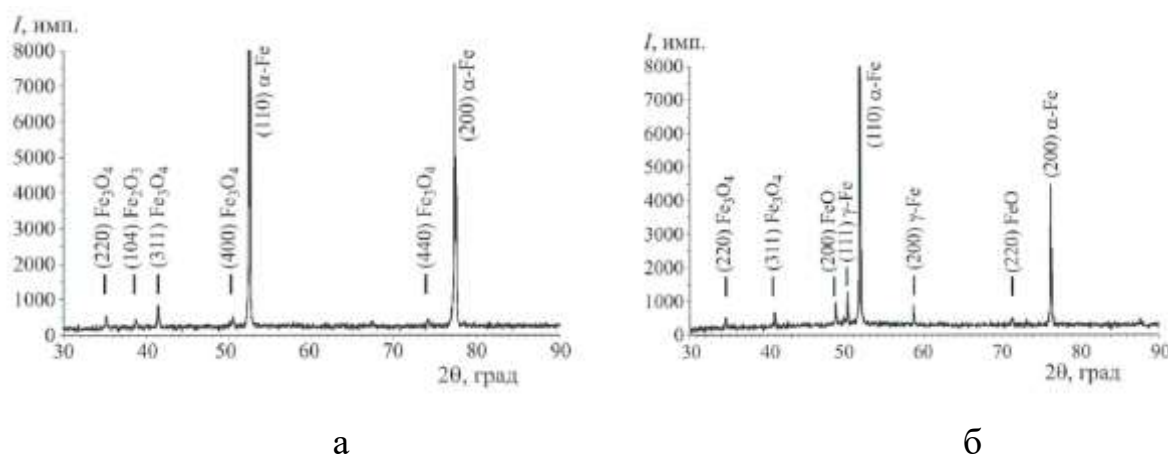 I, имп.
8000
7000
6000
5000
4000
3000
2000
1000
0
(220) Fe₃O₄
(104) Fe₂O₃
(311) Fe₃O₄
(400) Fe₃O₄
(110) α-Fe
(440) Fe₃O₄
(200) α-Fe
30 40 50 60 70 80 90
2θ, град
а
I, имп.
8000
7000
6000
5000
4000
3000
2000
1000
0
(220) Fe₃O₄
(311) Fe₃O₄
(200) FeO
(111) γ-Fe
(110) α-Fe
(200) γ-Fe
(220) FeO
(200) α-Fe
30 40 50 60 70 80 90
2θ, град
б